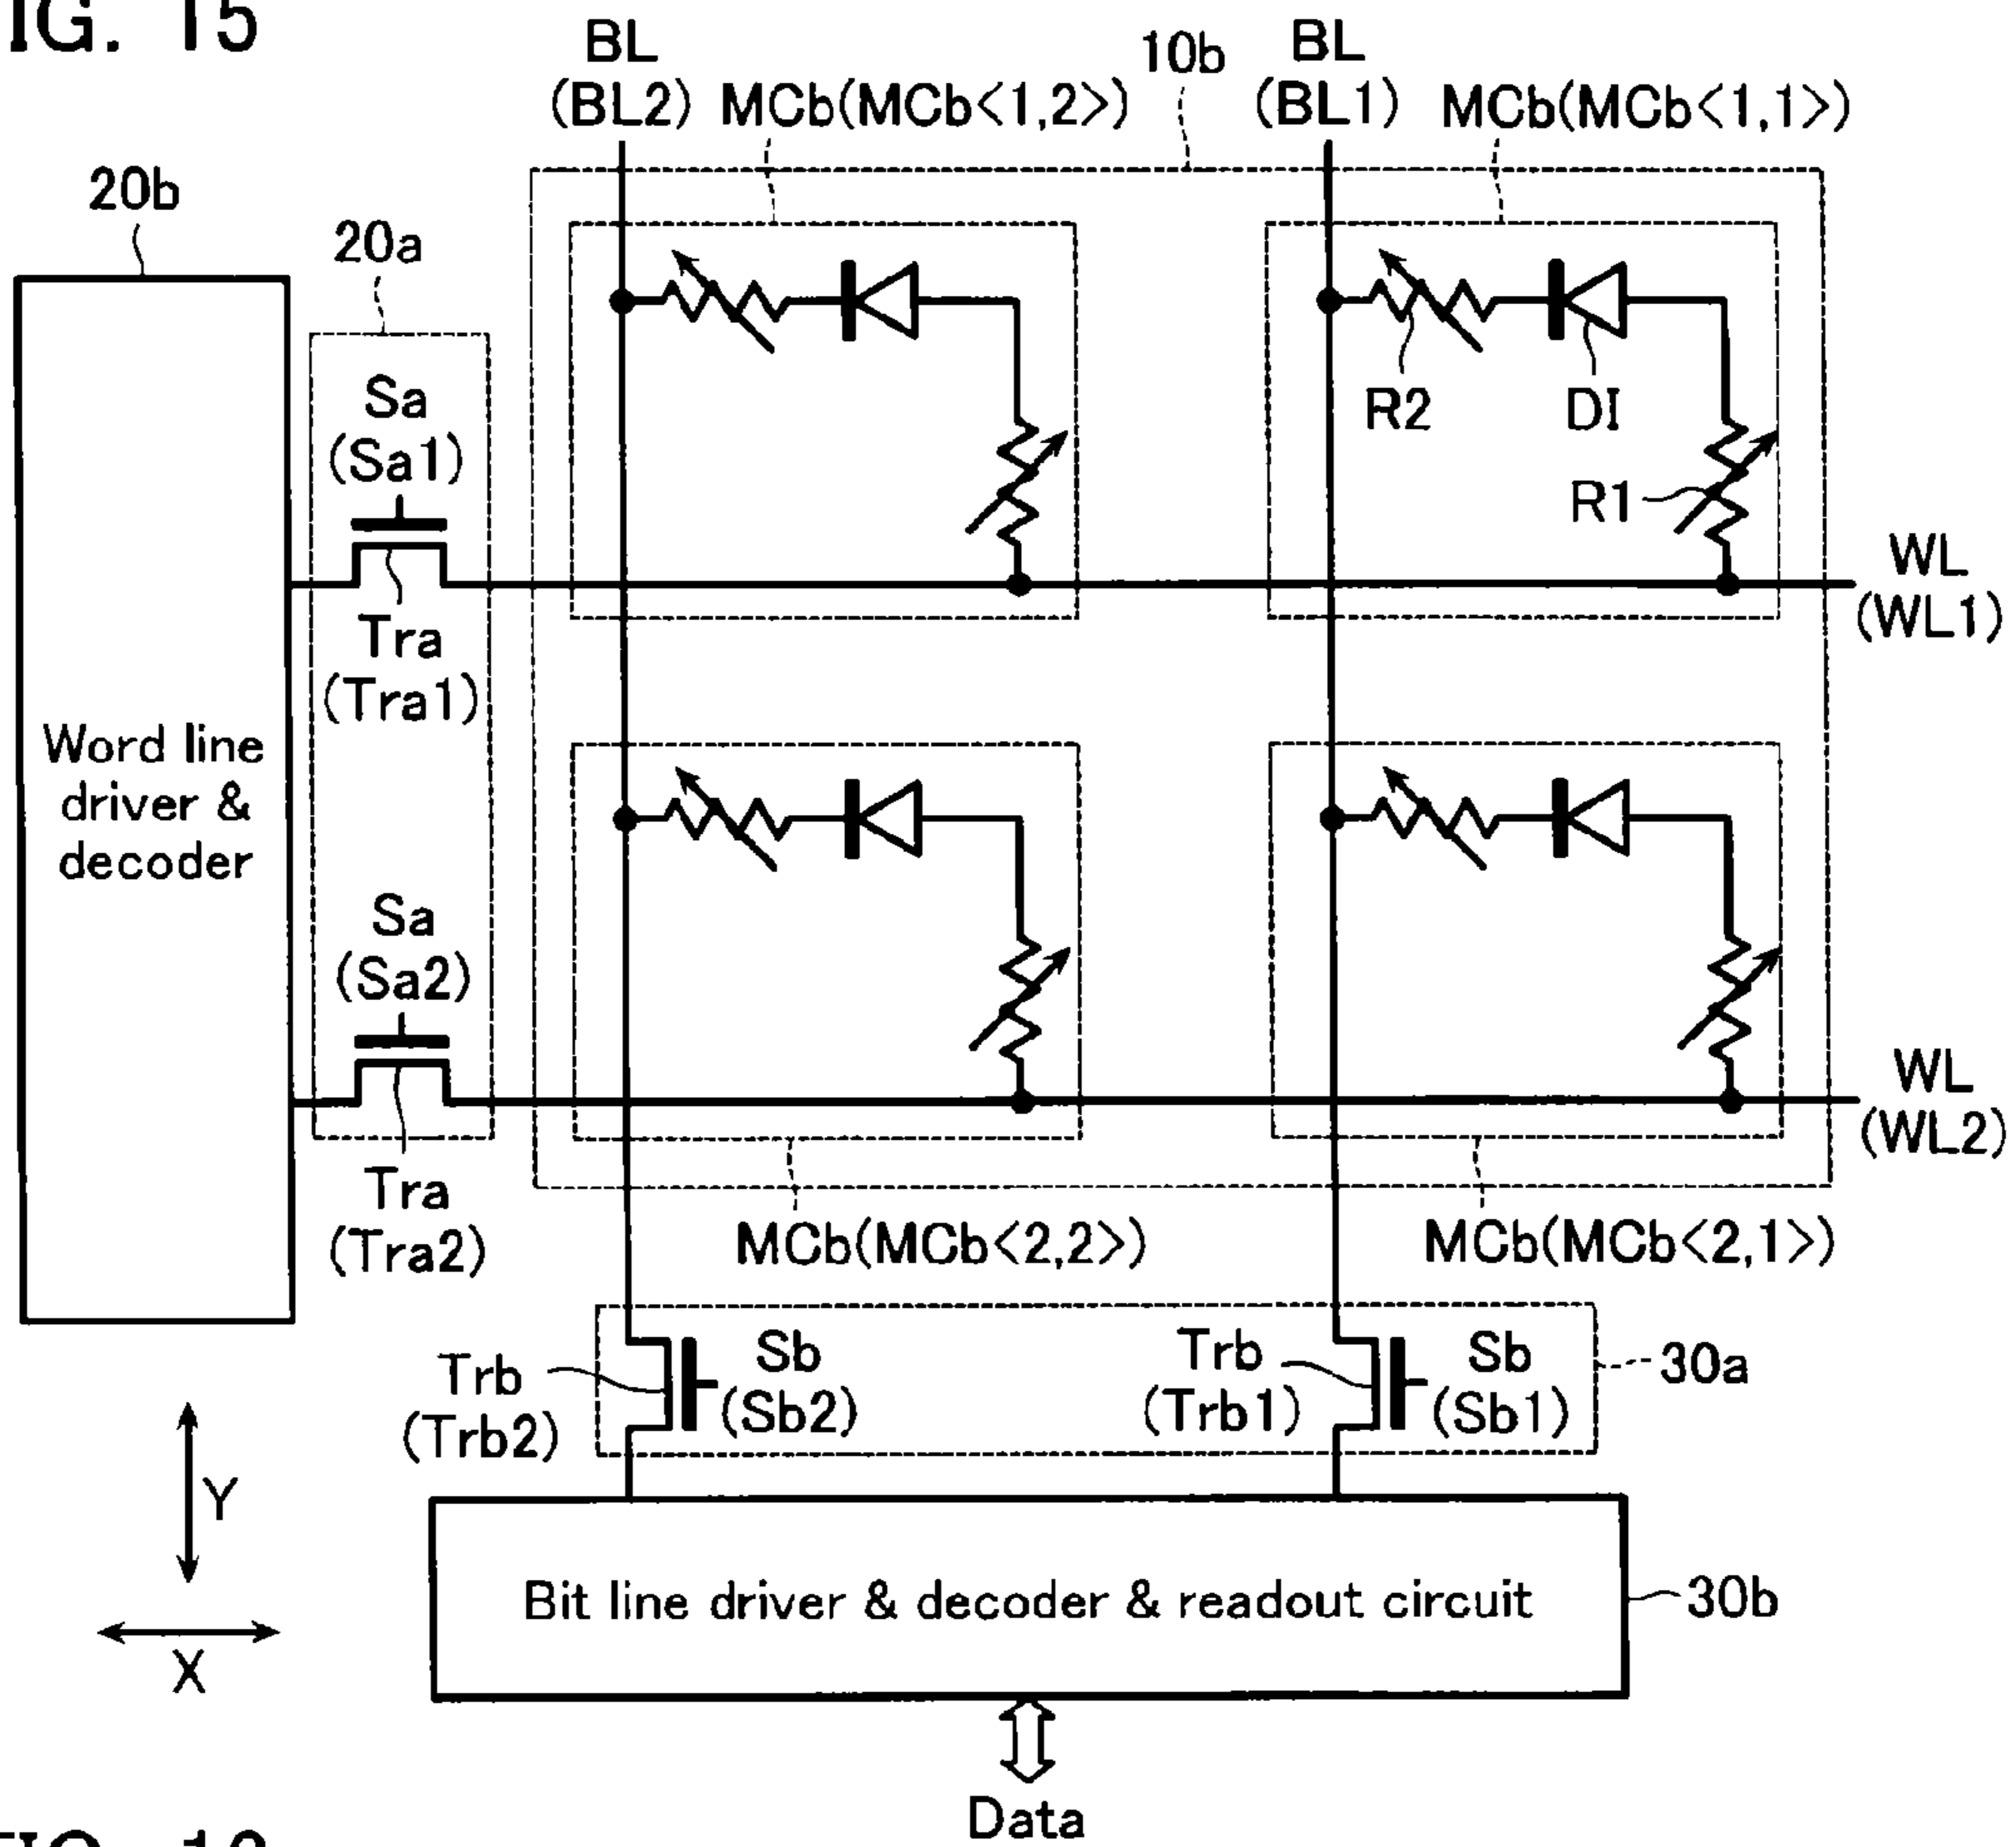 IG. 15
BL
(BL2)
MCb(MCb<1,2>)
10b
BL
(BL1)
MCb(MCb<1,1>)
20b
20a
Sa
(Sa1)
Tra
(Tra1)
R2
DI
R1
WL
(WL1)
Word line
driver &
decoder
Sa
(Sa2)
Tra
(Tra2)
WL
(WL2)
MCb(MCb<2,2>)
MCb(MCb<2,1>)
Trb
(Trb2)
Sb
(Sb2)
Trb
(Trb1)
Sb
(Sb1)
30a
Y
X
Bit line driver & decoder & readout circuit
30b
Data